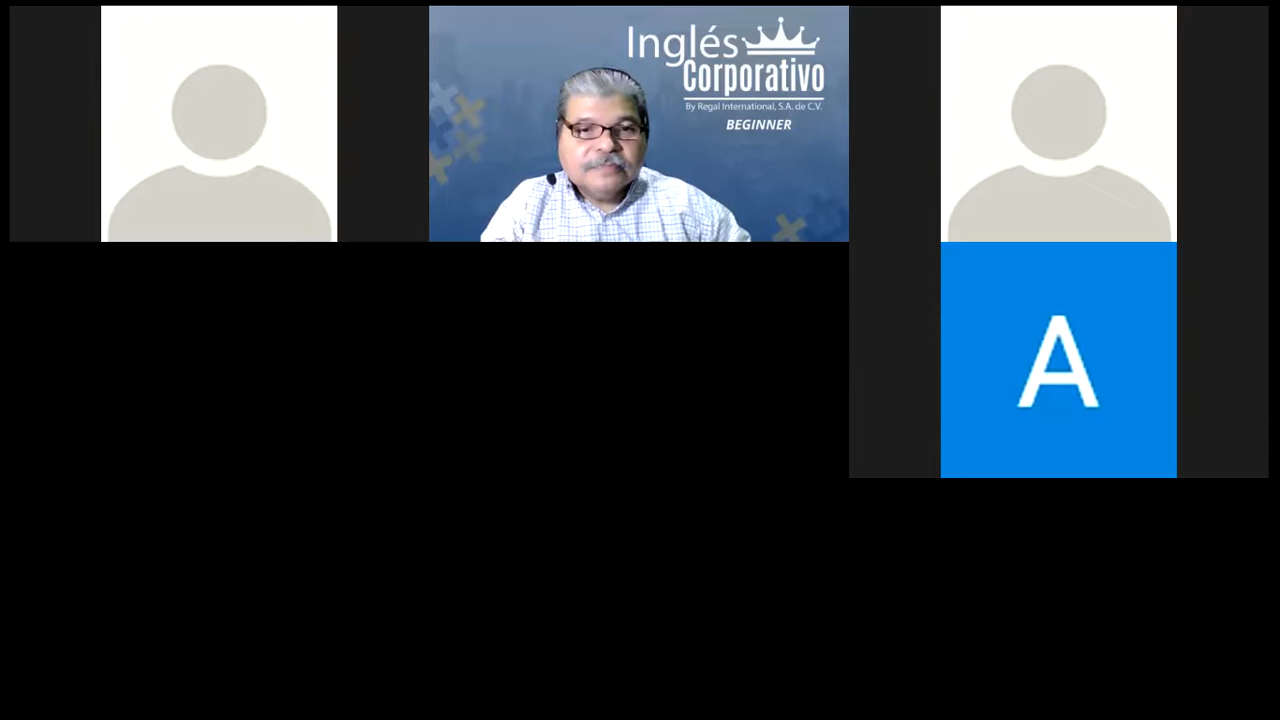 Inglés
Corporativo
By Regal International, S.A. de C.V.
BEGINNER
A